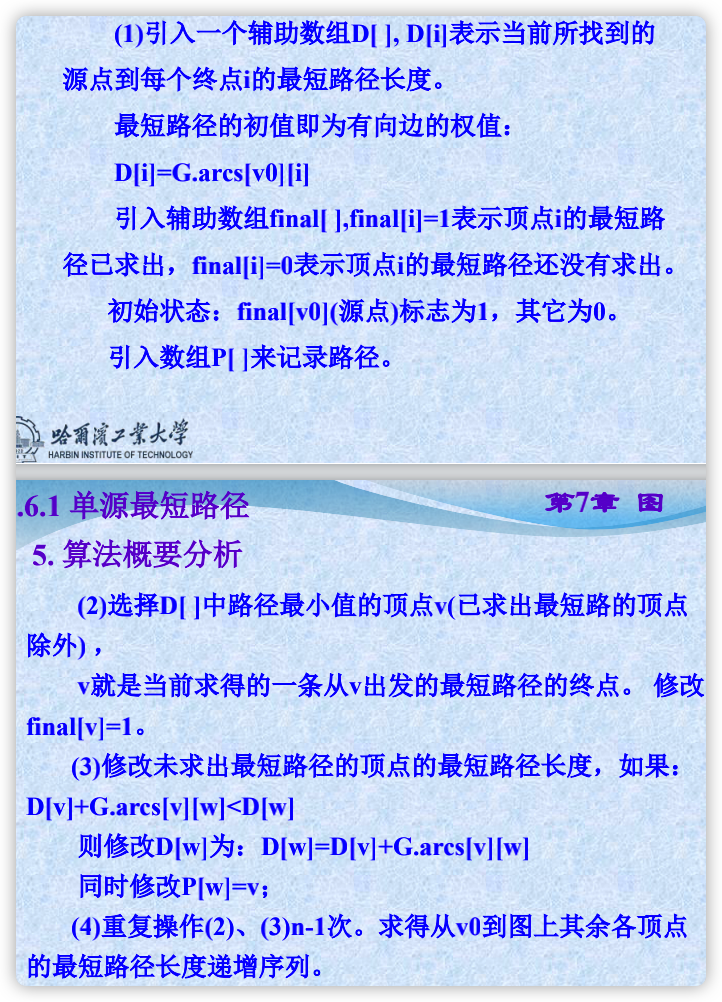 (1)引入一个辅助数组D[ ], D[i]表示当前所找到的
源点到每个终点i的最短路径长度。
最短路径的初值即为有向边的权值：
D[i]=G.arcs[v0][i]
引入辅助数组final[ ],final[i]=1表示顶点i的最短路
径已求出，final[i]=0表示顶点i的最短路径还没有求出。
初始状态：final[v0](源点)标志为1，其它为0。
引入数组P[ ]来记录路径。
哈爾濱工業大學
HARBIN INSTITUTE OF TECHNOLOGY
.6.1 单源最短路径
第7章 图
5. 算法概要分析
(2)选择D[ ]中路径最小值的顶点v(已求出最短路的顶点
除外) ，
v就是当前求得的一条从v出发的最短路径的终点。 修改
final[v]=1。
(3)修改未求出最短路径的顶点的最短路径长度，如果：
D[v]+G.arcs[v][w]<D[w]
则修改D[w]为：D[w]=D[v]+G.arcs[v][w]
同时修改P[w]=v；
(4)重复操作(2)、(3)n-1次。求得从v0到图上其余各顶点
的最短路径长度递增序列。